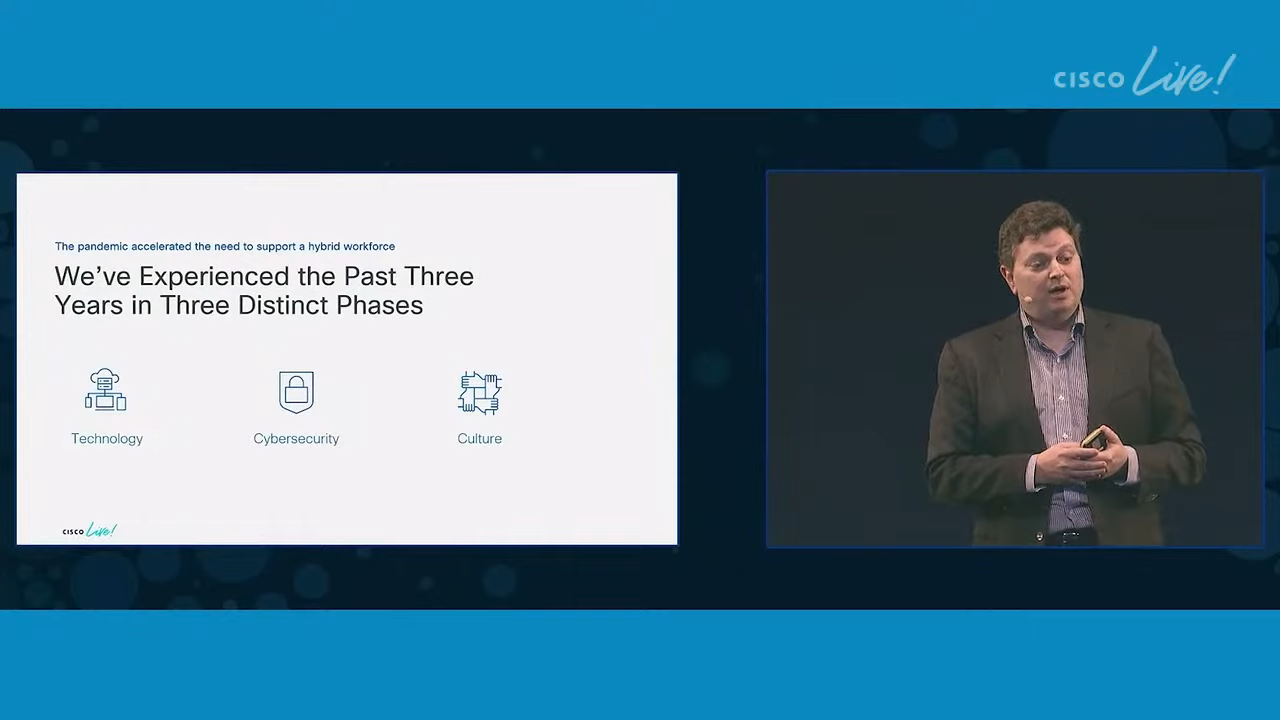 CISCO Live!
The pandemic accelerated the need to support a hybrid workforce
We've Experienced the Past Three
Years in Three Distinct Phases
Technology
Cybersecurity
Culture
CISCO Live!